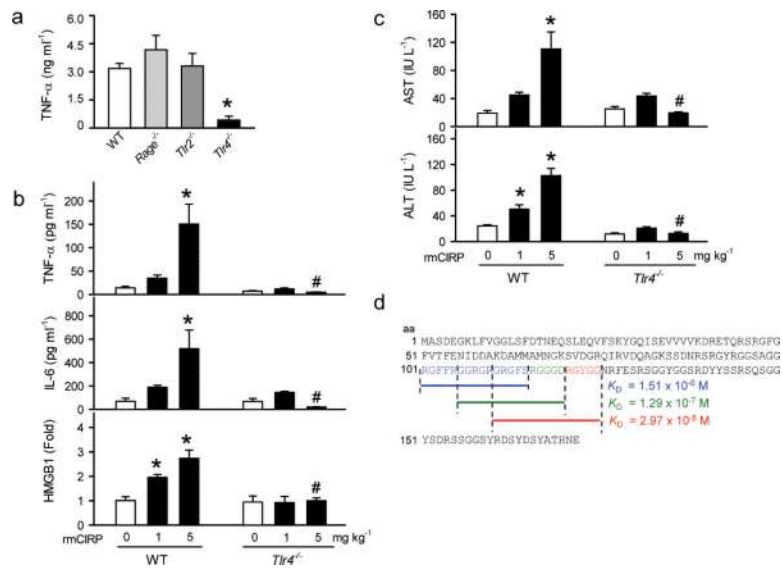 a
TNF-α (ng ml⁻¹)
6.0
4.5
3.0
1.5
0
*
WT
Rage⁻/⁻
Tlr2⁻/⁻
Tlr4⁻/⁻
b
TNF-α (pg ml⁻¹)
200
150
100
50
0
*
#
IL-6 (pg ml⁻¹)
800
600
400
200
0
*
#
HMGB1 (Fold)
5
4
3
2
1
0
* *
#
rmCIRP 0 1 5 0 1 5 mg kg⁻¹
WT Tlr4⁻/⁻
c
AST (IU L⁻¹)
160
120
80
40
0
*
#
ALT (IU L⁻¹)
160
120
80
40
0
* *
#
rmCIRP 0 1 5 0 1 5 mg kg⁻¹
WT Tlr4⁻/⁻
d
aa
1 MASDEGKLFVGGLSFDTNEQSLEQVFSKYGQISEVVVVKDRETQRSRGFG
51 FVTFENIDDAKDAMMAMNGKSVDGRQIRVDQAGKSSDNRSRGYRGGSAGG
101 RGFFRGGRGRGRGFSRGGGDRGYGGNRFESRSGGYGGSRDYYSSRSQSGG
K_D = 1.51 x 10⁻⁶ M
K_D = 1.29 x 10⁻⁷ M
K_D = 2.97 x 10⁻⁸ M
151 YSDRSSGGSYRDSYDSYATHNE